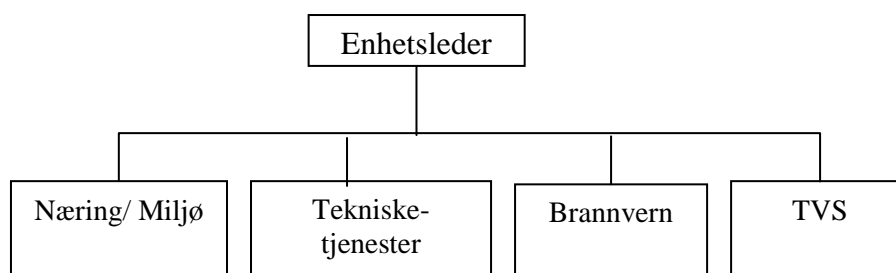 Enhetsleder
Næring/ Miljø
Tekniske-
tjenester
Brannvern
TVS